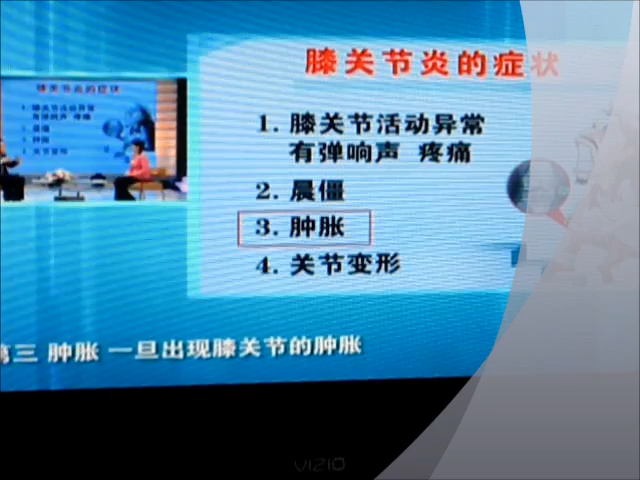 膝关节炎的症状
1. 膝关节活动异常
有弹响声 疼痛
2. 晨僵
3. 肿胀
4. 关节变形
第三 肿胀 一旦出现膝关节的肿胀
VIZIO